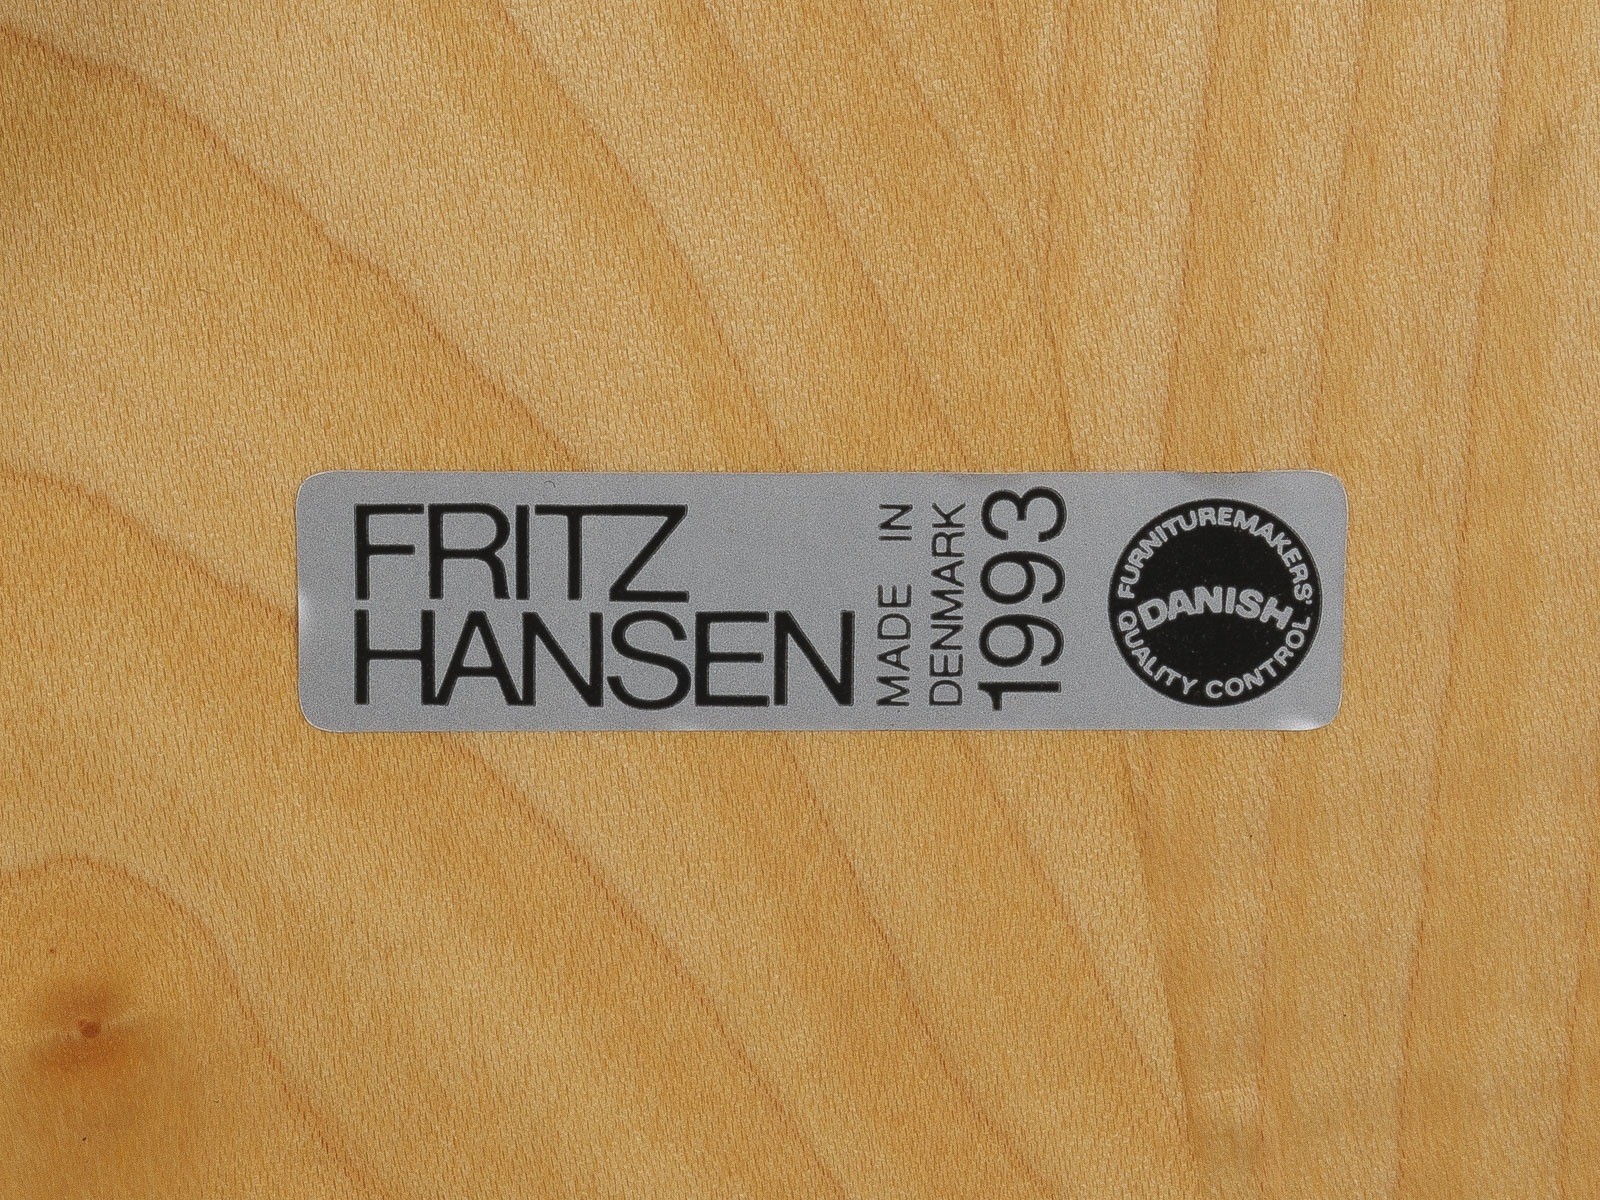 FRITZ
HANSEN
MADE IN
DENMARK
1993
FURNITUREMAKERS'
DANISH
QUALITY CONTROL